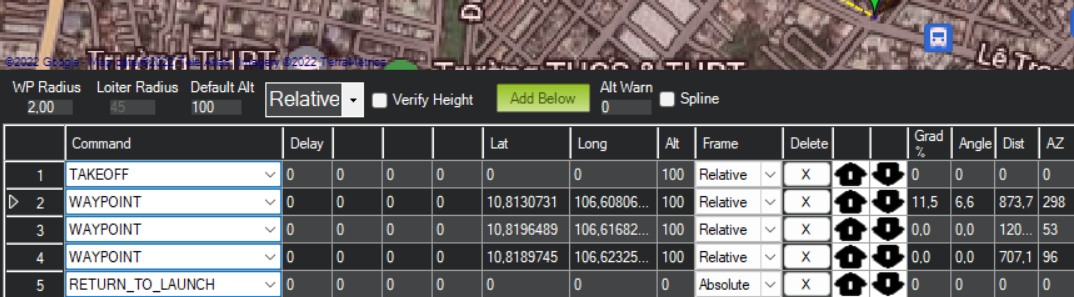 Lê Trọ
Trường THPT
Trường THCS & THPT
©2022 Google
WP Radius Loiter Radius Default Alt Alt Warn
2,00 45 100 Relative Verify Height Add Below 0 Spline
Command Delay Lat Long Alt Frame Delete Grad % Angle Dist AZ
1 TAKEOFF 0 0 0 0 0 0 100 Relative X 0 0 0 0
2 WAYPOINT 0 0 0 0 10,8130731 106,60806... 100 Relative X 11,5 6,6 873,7 298
3 WAYPOINT 0 0 0 0 10,8196489 106,61682... 100 Relative X 0,0 0,0 120... 53
4 WAYPOINT 0 0 0 0 10,8189745 106,62325... 100 Relative X 0,0 0,0 707,1 96
5 RETURN_TO_LAUNCH 0 0 0 0 0 0 0 Absolute X 0 0 0 0